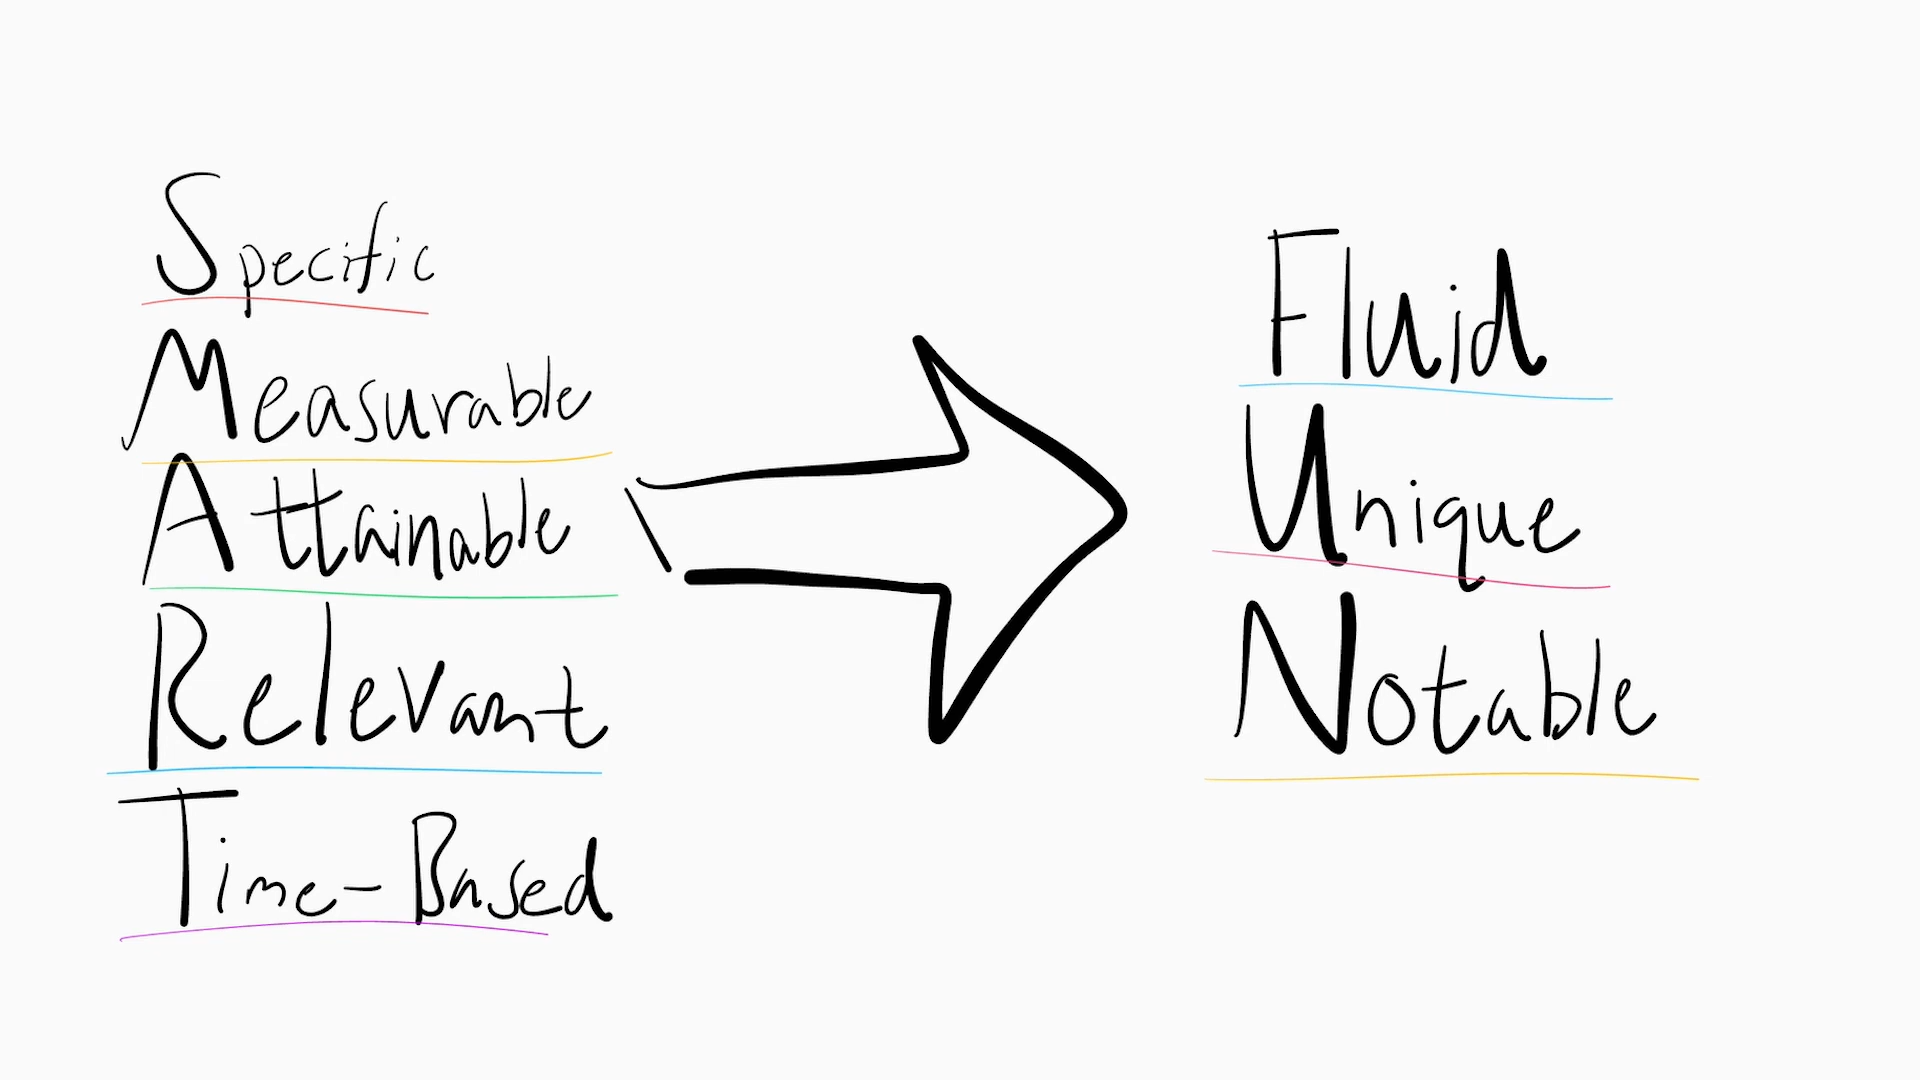 Specific
Measurable
Attainable
Relevant
Time-Based
Fluid
Unique
Notable